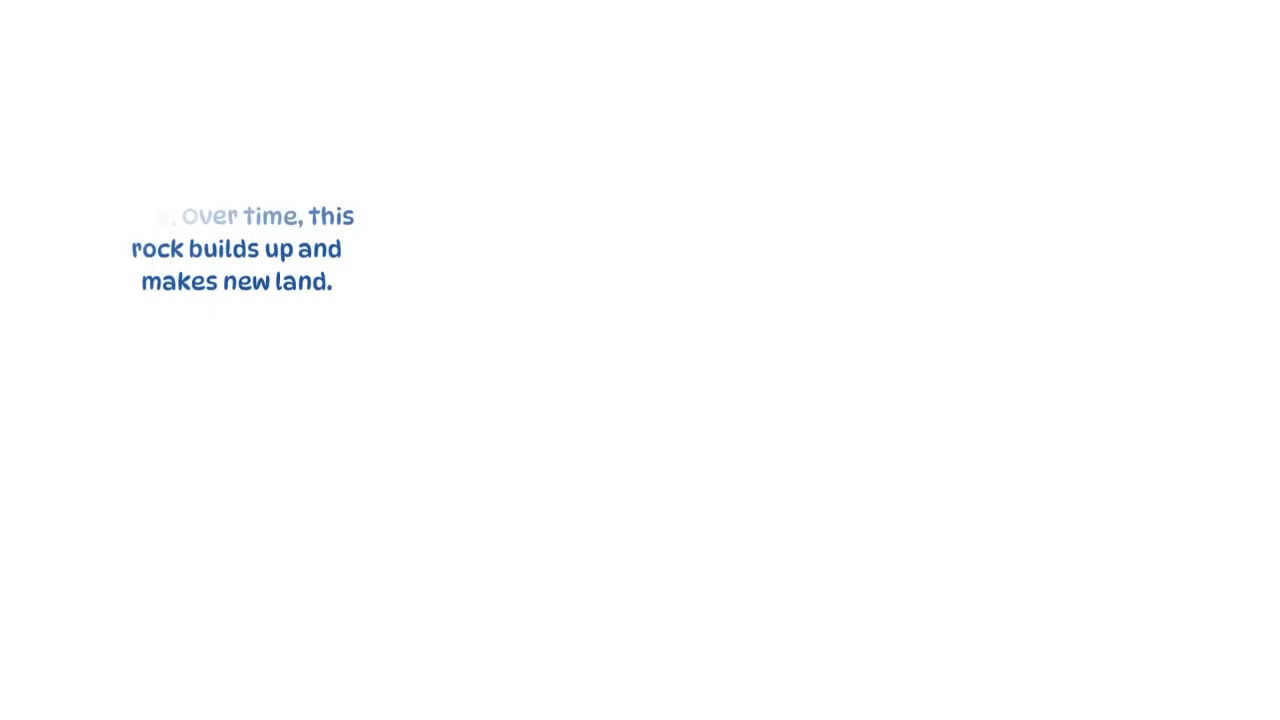 over time, this
rock builds up and
makes new land.